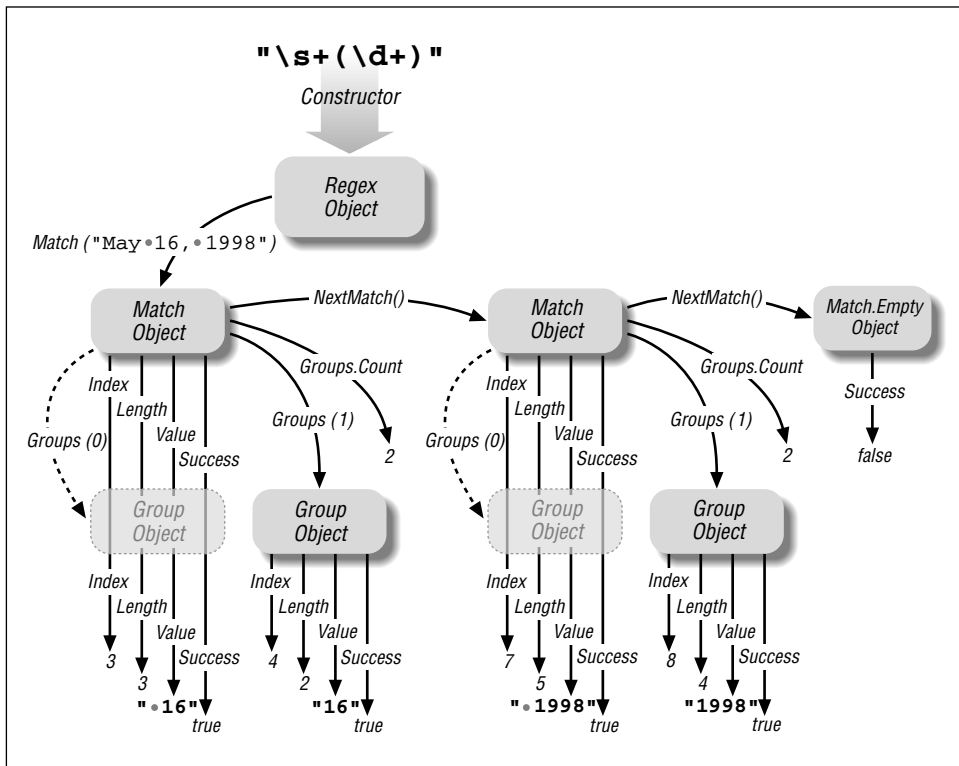 "\s+(\d+)"
Constructor
Regex
Object
Match ("May•16,•1998")
Match
Object
NextMatch()
Match
Object
NextMatch()
Match.Empty
Object
Groups (0)
Index
Length
Value
Success
Groups (1)
Groups.Count
2
Groups (0)
Index
Length
Value
Success
Groups (1)
Groups.Count
2
Success
false
Group
Object
Group
Object
Group
Object
Group
Object
Index
Length
Value
Success
3
3
"•16"
true
Index
Length
Value
Success
4
2
"16"
true
Index
Length
Value
Success
7
5
"•1998"
true
Index
Length
Value
Success
8
4
"1998"
true